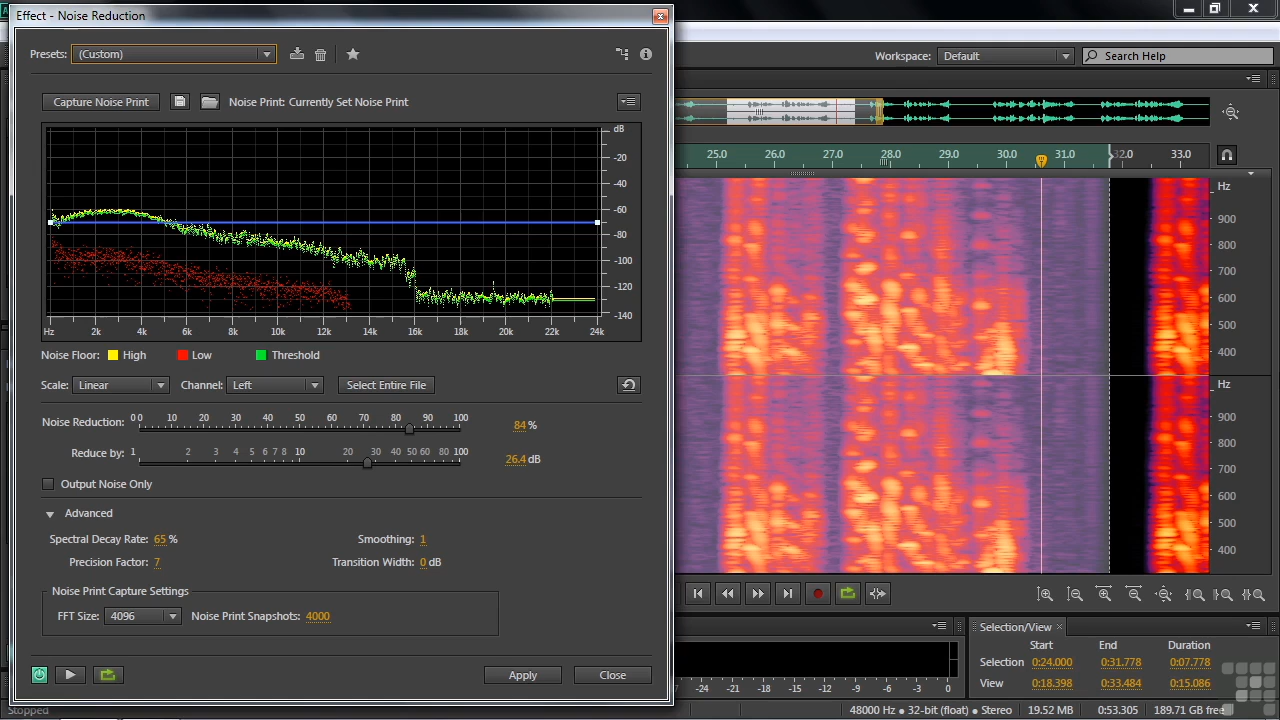 Effect - Noise Reduction
Presets: (Custom)
Workspace: Default
Search Help
Capture Noise Print
Noise Print: Currently Set Noise Print
dB
-20
-40
-60
-80
-100
-120
-140
Hz 2k 4k 6k 8k 10k 12k 14k 16k 18k 20k 22k 24k
Noise Floor: High Low Threshold
Scale: Linear Channel: Left Select Entire File
Noise Reduction: 0 0 10 20 30 40 50 60 70 80 90 100 84 %
Reduce by: 1 2 3 4 5 6 7 8 10 20 30 40 50 60 80 100 26.4 dB
Output Noise Only
Advanced
Spectral Decay Rate: 65 % Smoothing: 1
Precision Factor: 7 Transition Width: 0 dB
Noise Print Capture Settings
FFT Size: 4096 Noise Print Snapshots: 4000
Apply Close
Stopped
25.0 26.0 27.0 28.0 29.0 30.0 31.0 32.0 33.0
Hz
900
800
700
600
500
400
Hz
900
800
700
600
500
400
-24 -21 -18 -15 -12 -9 -6 -3 0
Selection/View
Start End Duration
Selection 0:24.000 0:31.778 0:07.778
View 0:18.398 0:33.484 0:15.086
48000 Hz • 32-bit (float) • Stereo 19.52 MB 0:53.305 189.71 GB free